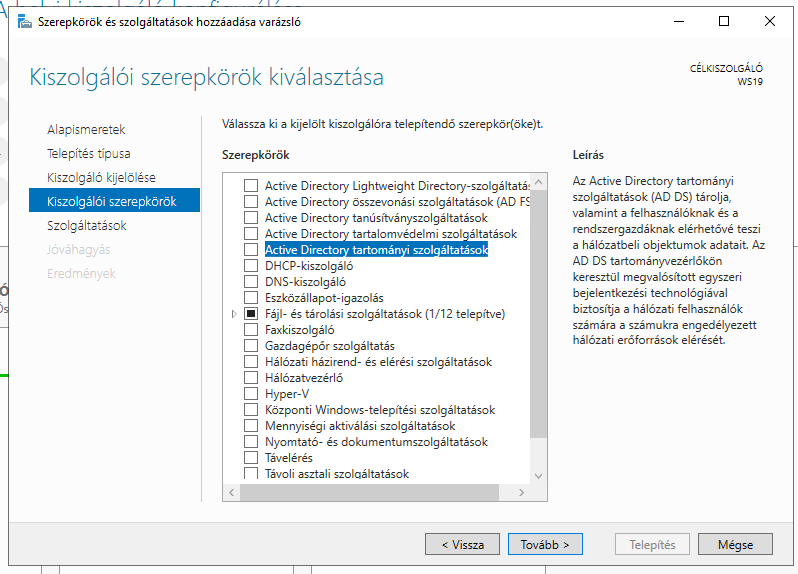 Szerepkörök és szolgáltatások hozzáadása varázsló
Kiszolgálói szerepkörök kiválasztása
CÉLKISZOLGÁLÓ
WS19
Alapismeretek
Telepítés típusa
Kiszolgáló kijelölése
Kiszolgálói szerepkörök
Szolgáltatások
Jóváhagyás
Eredmények
Válassza ki a kijelölt kiszolgálóra telepítendő szerepkör(öke)t.
Szerepkörök
Active Directory Lightweight Directory-szolgáltatás
Active Directory összevonási szolgáltatások (AD FS
Active Directory tanúsítványszolgáltatások
Active Directory tartalomvédelmi szolgáltatások
Active Directory tartományi szolgáltatások
DHCP-kiszolgáló
DNS-kiszolgáló
Eszközállapot-igazolás
Fájl- és tárolási szolgáltatások (1/12 telepítve)
Faxkiszolgáló
Gazdagépőr szolgáltatás
Hálózati házirend- és elérési szolgáltatások
Hálózatvezérlő
Hyper-V
Központi Windows-telepítési szolgáltatások
Mennyiségi aktiválási szolgáltatások
Nyomtató- és dokumentumszolgáltatások
Távelérés
Távoli asztali szolgáltatások
Leírás
Az Active Directory tartományi
szolgáltatások (AD DS) tárolja,
valamint a felhasználóknak és a
rendszergazdáknak elérhetővé teszi
a hálózatbeli objektumok adatait. Az
AD DS tartományvezérlőkön
keresztül megvalósított egyszeri
bejelentkezési technológiával
biztosítja a hálózati felhasználók
számára a számukra engedélyezett
hálózati erőforrások elérését.
< Vissza
Tovább >
Telepítés
Mégse